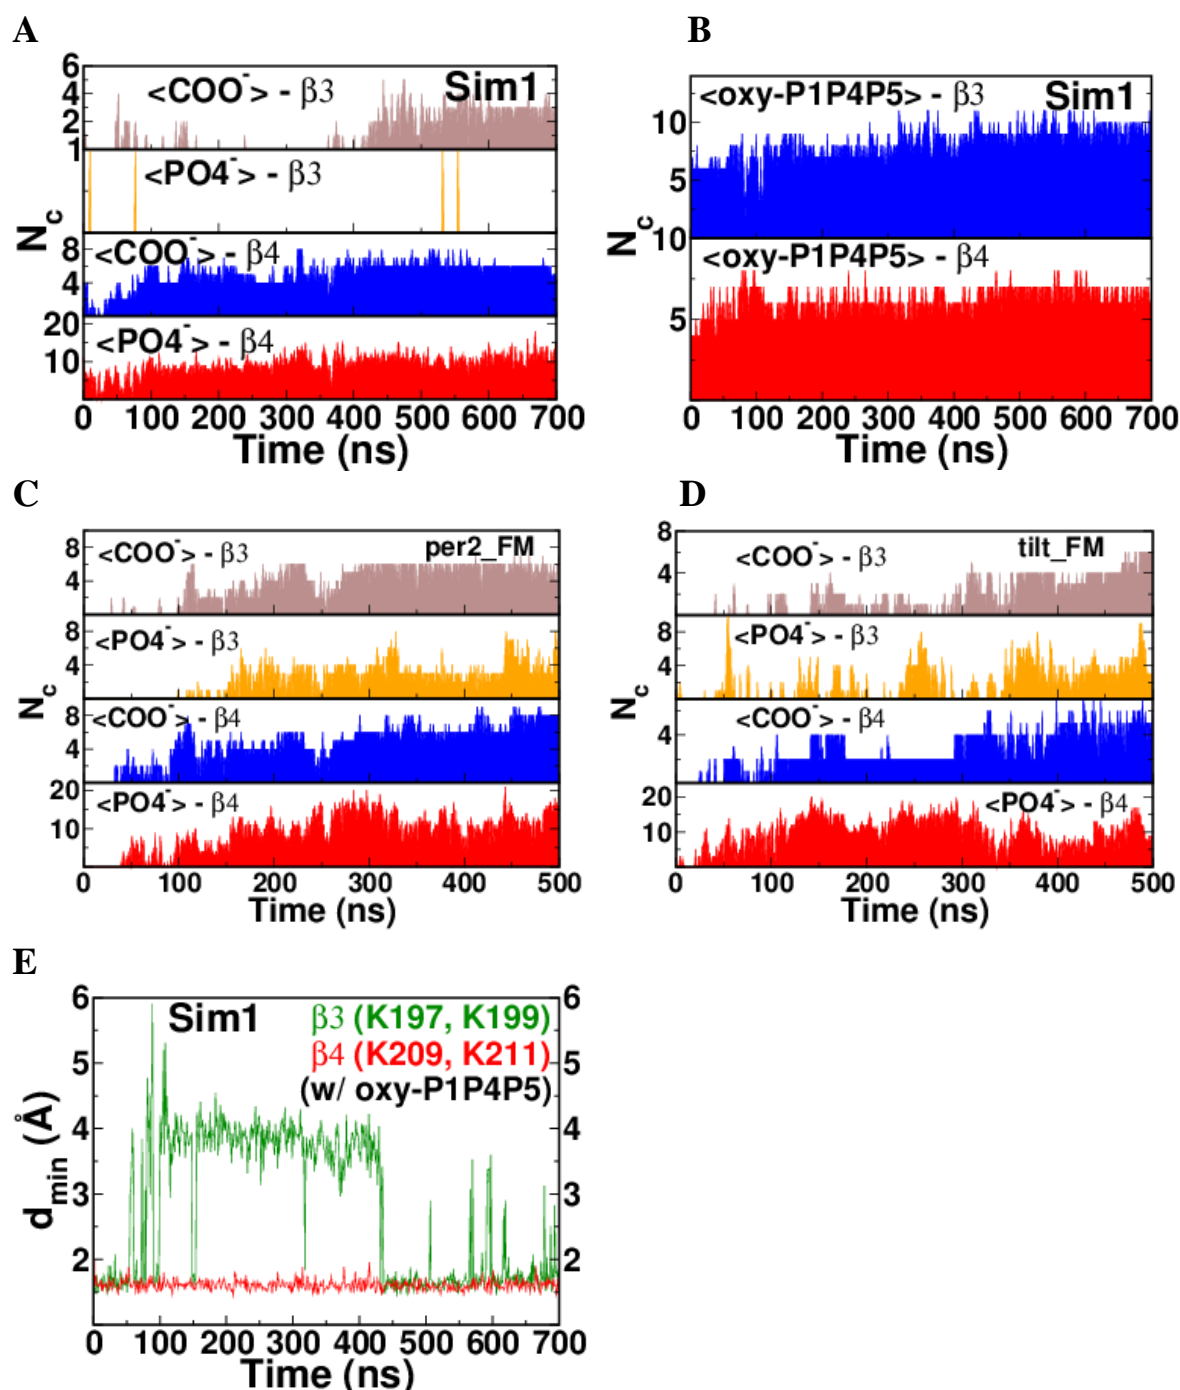 A
<COO⁻> - β3
Sim1
6
4
2
1
<PO4⁻> - β3
1
N_c
<COO⁻> - β4
8
4
<PO4⁻> - β4
20
10
0 100 200 300 400 500 600 700
Time (ns)
B
<oxy-P1P4P5> - β3
Sim1
10
5
N_c
10
<oxy-P1P4P5> - β4
5
0 100 200 300 400 500 600 700
Time (ns)
C
<COO⁻> - β3
per2_FM
8
4
<PO4⁻> - β3
8
4
N_c
<COO⁻> - β4
8
4
<PO4⁻> - β4
20
10
0 100 200 300 400 500
Time (ns)
D
8
<COO⁻> - β3
tilt_FM
4
<PO4⁻> - β3
8
4
N_c
<COO⁻> - β4
4
<PO4⁻> - β4
20
10
0 100 200 300 400 500
Time (ns)
E
Sim1
β3 (K197, K199)
β4 (K209, K211)
(w/ oxy-P1P4P5)
6 6
5 5
4 4
3 3
2 2
d_min (Å)
0 100 200 300 400 500 600 700
Time (ns)